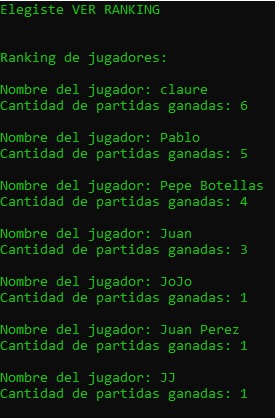 Elegiste VER RANKING
Ranking de jugadores:
Nombre del jugador: claure
Cantidad de partidas ganadas: 6
Nombre del jugador: Pablo
Cantidad de partidas ganadas: 5
Nombre del jugador: Pepe Botellas
Cantidad de partidas ganadas: 4
Nombre del jugador: Juan
Cantidad de partidas ganadas: 3
Nombre del jugador: JoJo
Cantidad de partidas ganadas: 1
Nombre del jugador: Juan Perez
Cantidad de partidas ganadas: 1
Nombre del jugador: JJ
Cantidad de partidas ganadas: 1